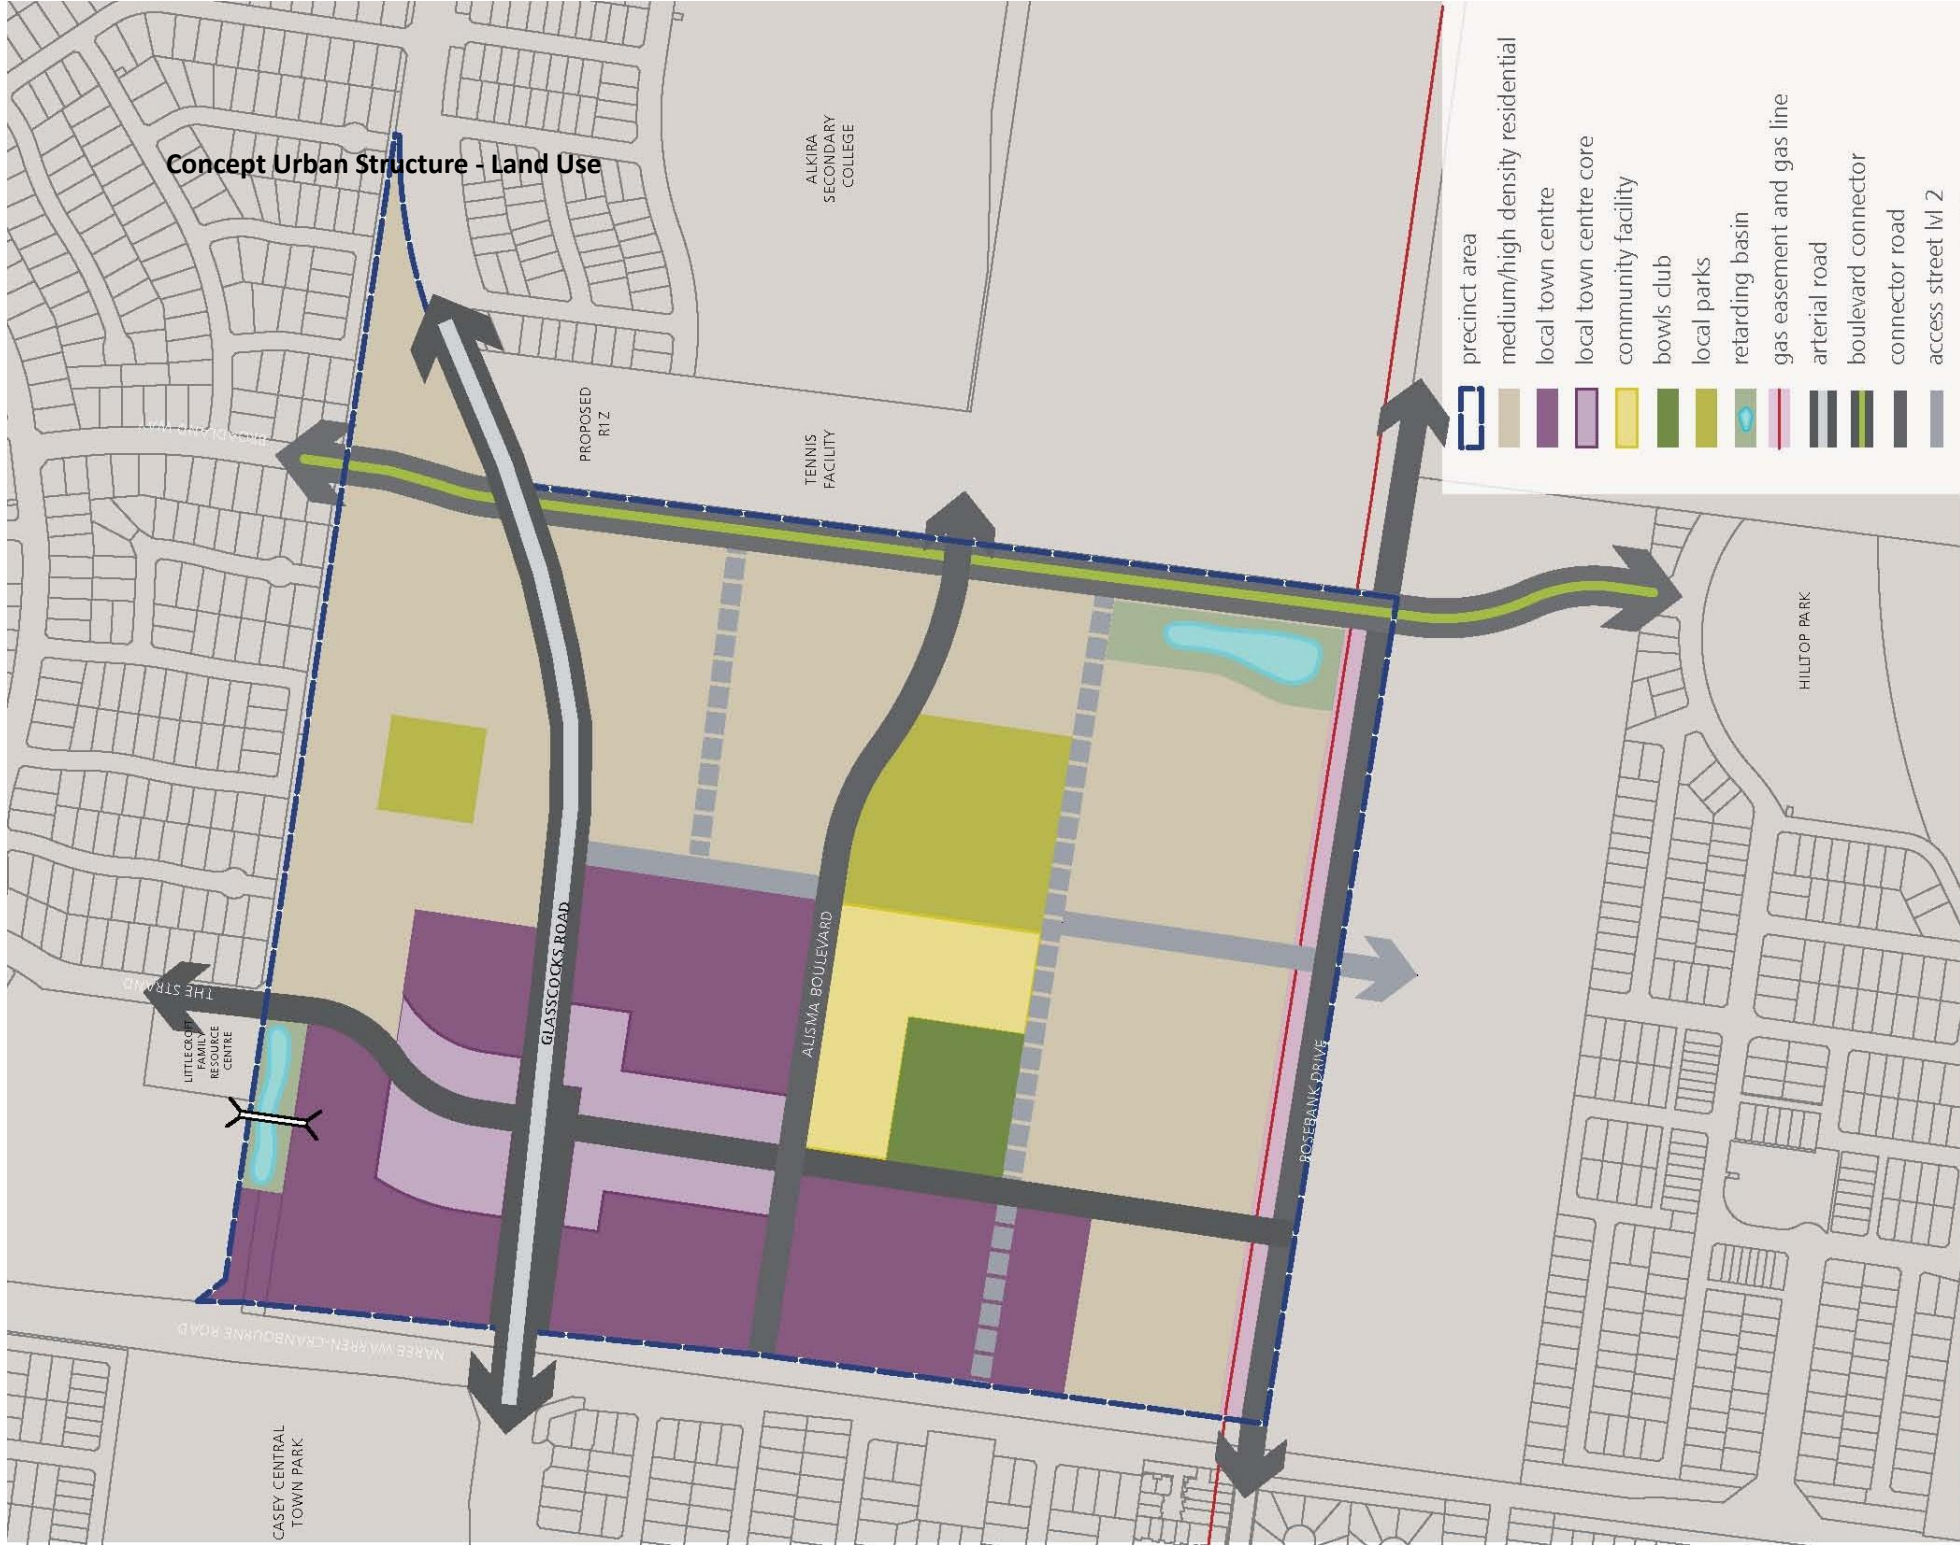 Concept Urban Structure - Land Use
ALKIRA
SECONDARY
COLLEGE
PROPOSED
R1Z
TENNIS
FACILITY
BROADLAND WAY
THE STRAND
LITTLECROFT
FAMILY
RESOURCE
CENTRE
GLASSCOCKS ROAD
ALISMA BOULEVARD
ROSEBANK DRIVE
HILLTOP PARK
NAREE WARREN-CRANBOURNE ROAD
CASEY CENTRAL
TOWN PARK
precinct area
medium/high density residential
local town centre
local town centre core
community facility
bowls club
local parks
retarding basin
gas easement and gas line
arterial road
boulevard connector
connector road
access street lvl 2